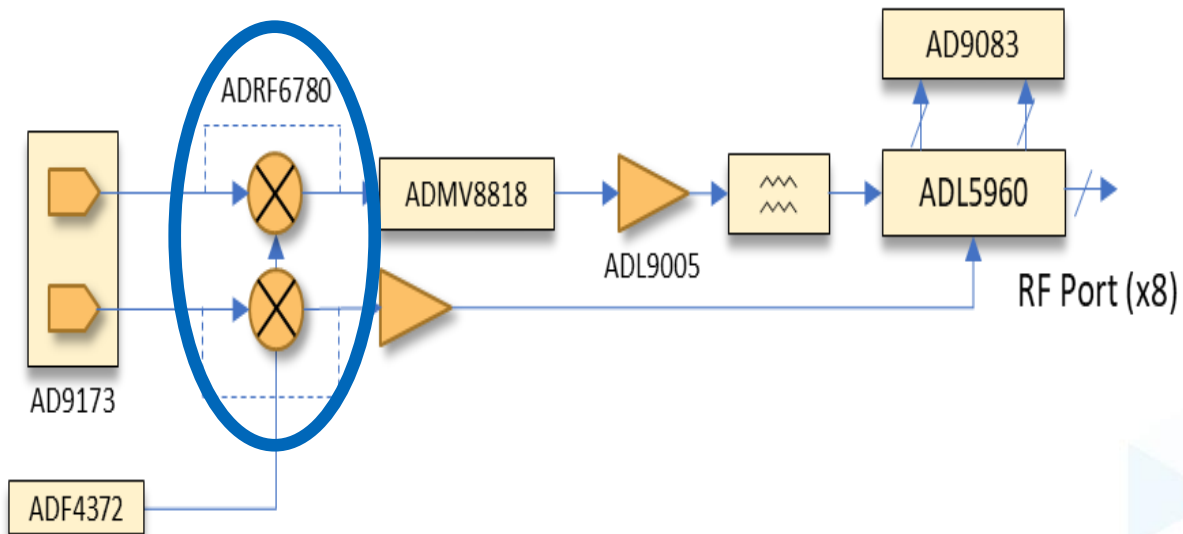 AD9083
ADRF6780
ADMV8818
ADL5960
ADL9005
RF Port (x8)
AD9173
ADF4372